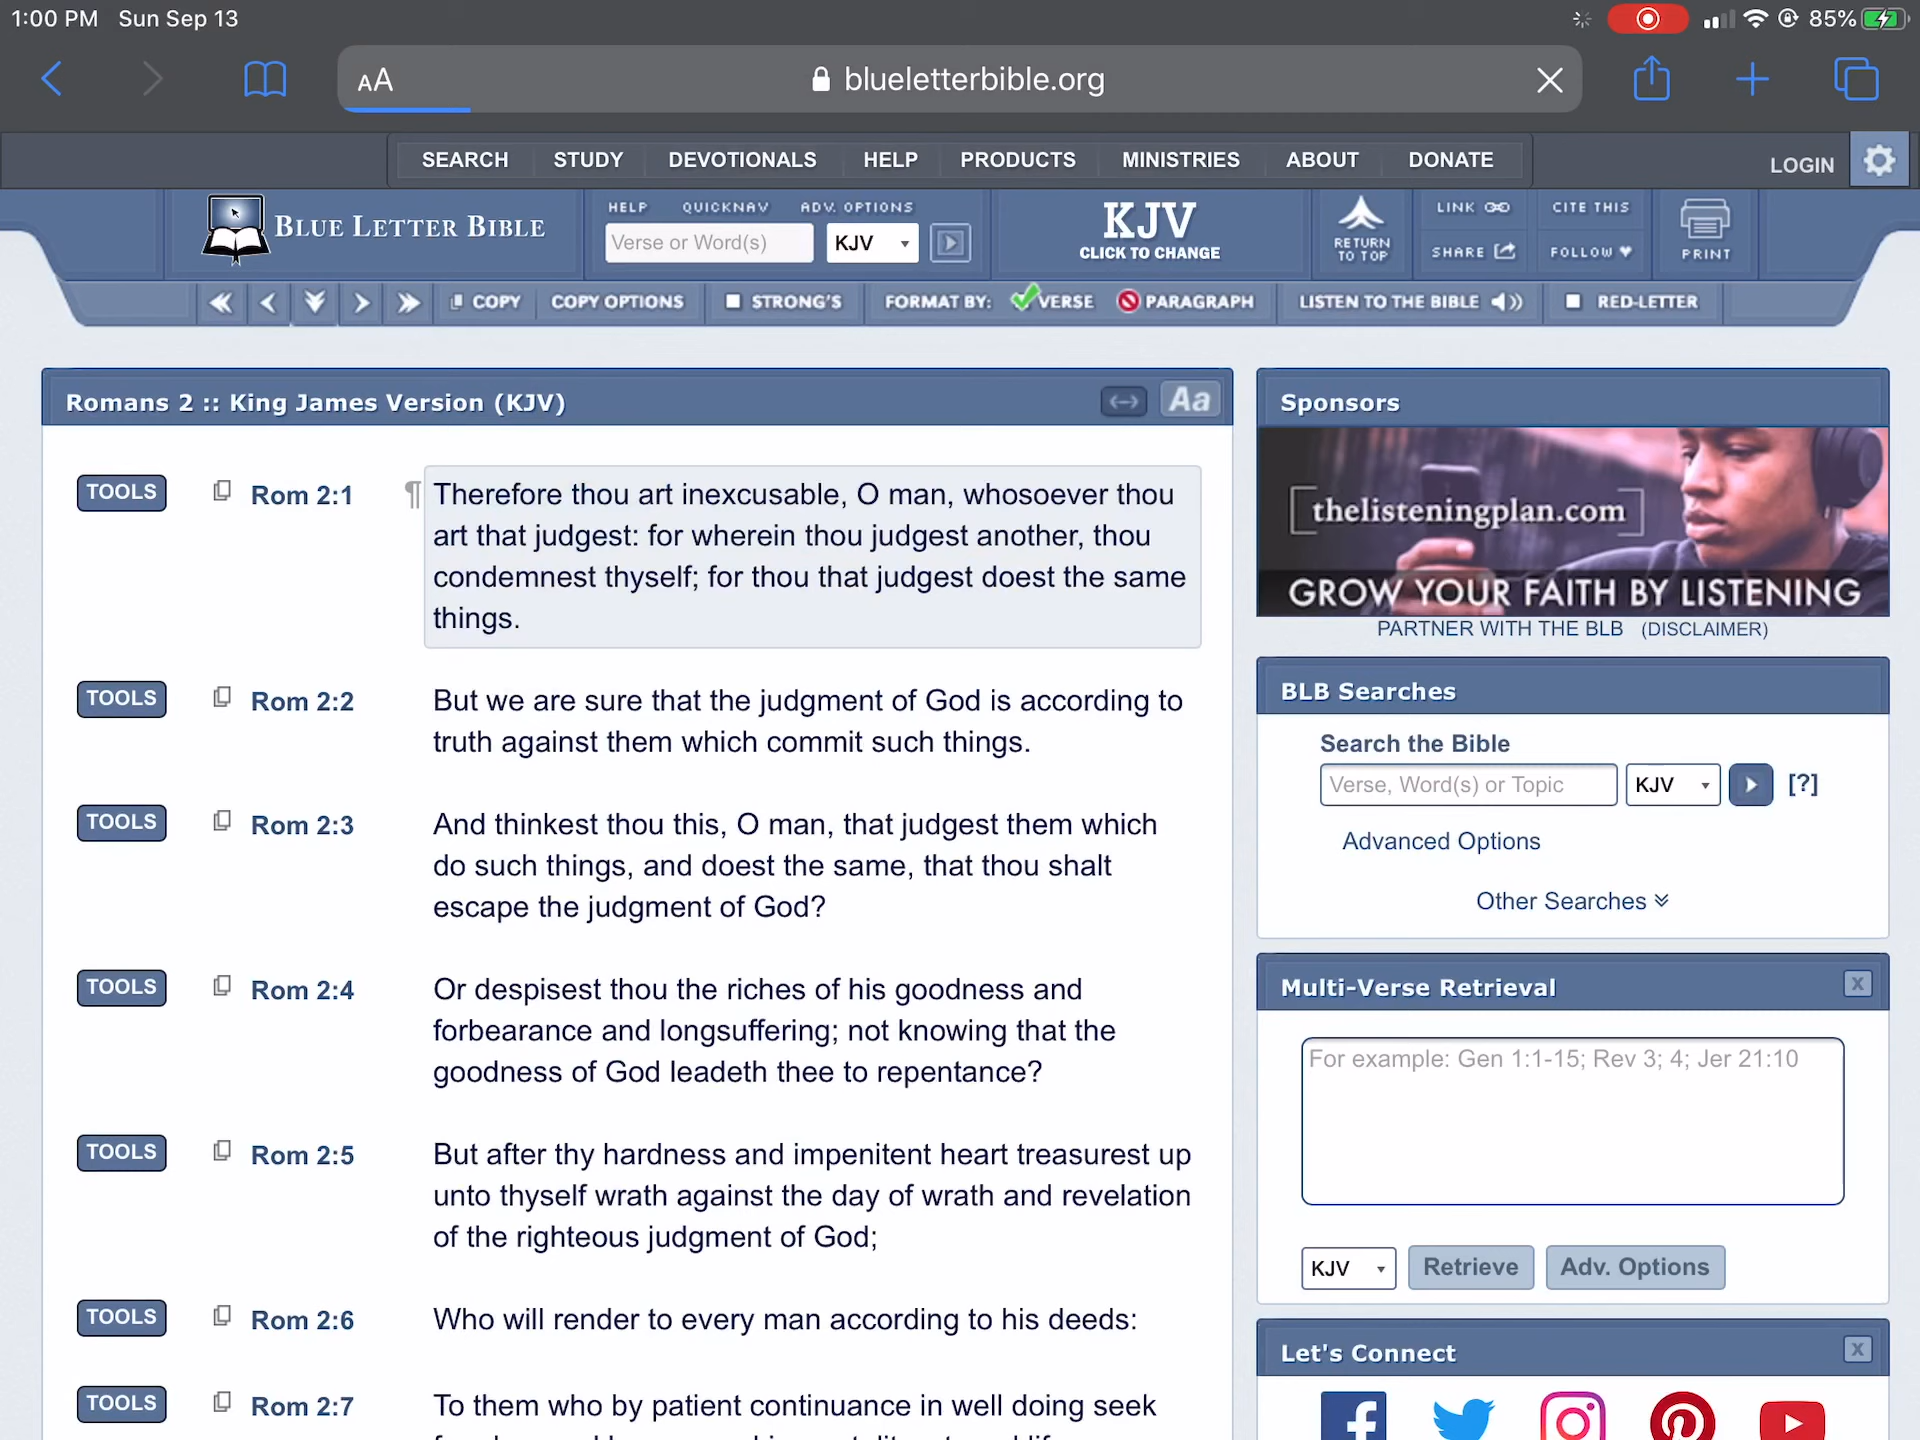 1:00 PM Sun Sep 13
85%
AA
blueletterbible.org
SEARCH STUDY DEVOTIONALS HELP PRODUCTS MINISTRIES ABOUT DONATE
LOGIN
BLUE LETTER BIBLE
HELP QUICKNAV ADV. OPTIONS
Verse or Word(s)
KJV
KJV
CLICK TO CHANGE
RETURN
TO TOP
LINK
SHARE
CITE THIS
FOLLOW
PRINT
COPY COPY OPTIONS STRONG'S FORMAT BY: VERSE PARAGRAPH LISTEN TO THE BIBLE RED-LETTER
Romans 2 :: King James Version (KJV)
Aa
TOOLS Rom 2:1 ¶ Therefore thou art inexcusable, O man, whosoever thou
art that judgest: for wherein thou judgest another, thou
condemnest thyself; for thou that judgest doest the same
things.
TOOLS Rom 2:2 But we are sure that the judgment of God is according to
truth against them which commit such things.
TOOLS Rom 2:3 And thinkest thou this, O man, that judgest them which
do such things, and doest the same, that thou shalt
escape the judgment of God?
TOOLS Rom 2:4 Or despisest thou the riches of his goodness and
forbearance and longsuffering; not knowing that the
goodness of God leadeth thee to repentance?
TOOLS Rom 2:5 But after thy hardness and impenitent heart treasurest up
unto thyself wrath against the day of wrath and revelation
of the righteous judgment of God;
TOOLS Rom 2:6 Who will render to every man according to his deeds:
TOOLS Rom 2:7 To them who by patient continuance in well doing seek
Sponsors
thelisteningplan.com
GROW YOUR FAITH BY LISTENING
PARTNER WITH THE BLB (DISCLAIMER)
BLB Searches
Search the Bible
Verse, Word(s) or Topic
KJV
[?]
Advanced Options
Other Searches
Multi-Verse Retrieval
X
For example: Gen 1:1-15; Rev 3; 4; Jer 21:10
KJV
Retrieve
Adv. Options
Let's Connect
X